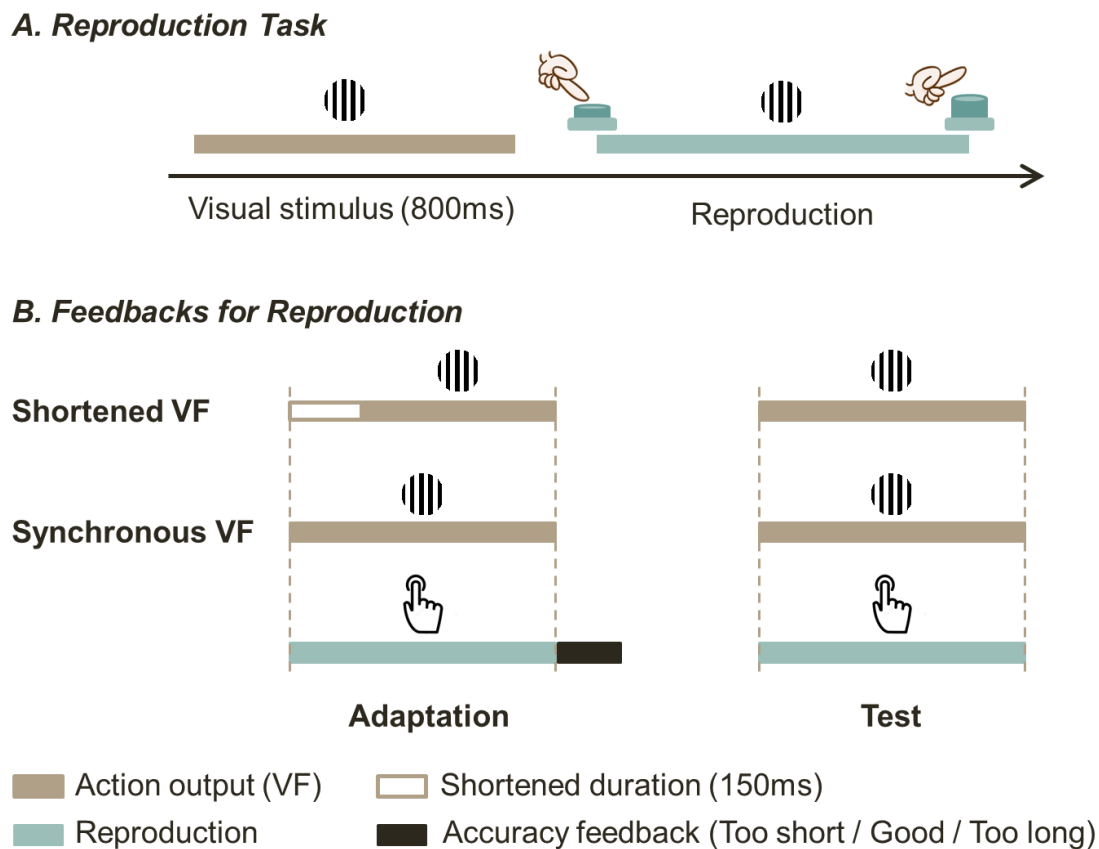 A. Reproduction Task
Visual stimulus (800ms)
Reproduction
B. Feedbacks for Reproduction
Shortened VF
Synchronous VF
Adaptation
Test
Action output (VF)
Shortened duration (150ms)
Reproduction
Accuracy feedback (Too short / Good / Too long)